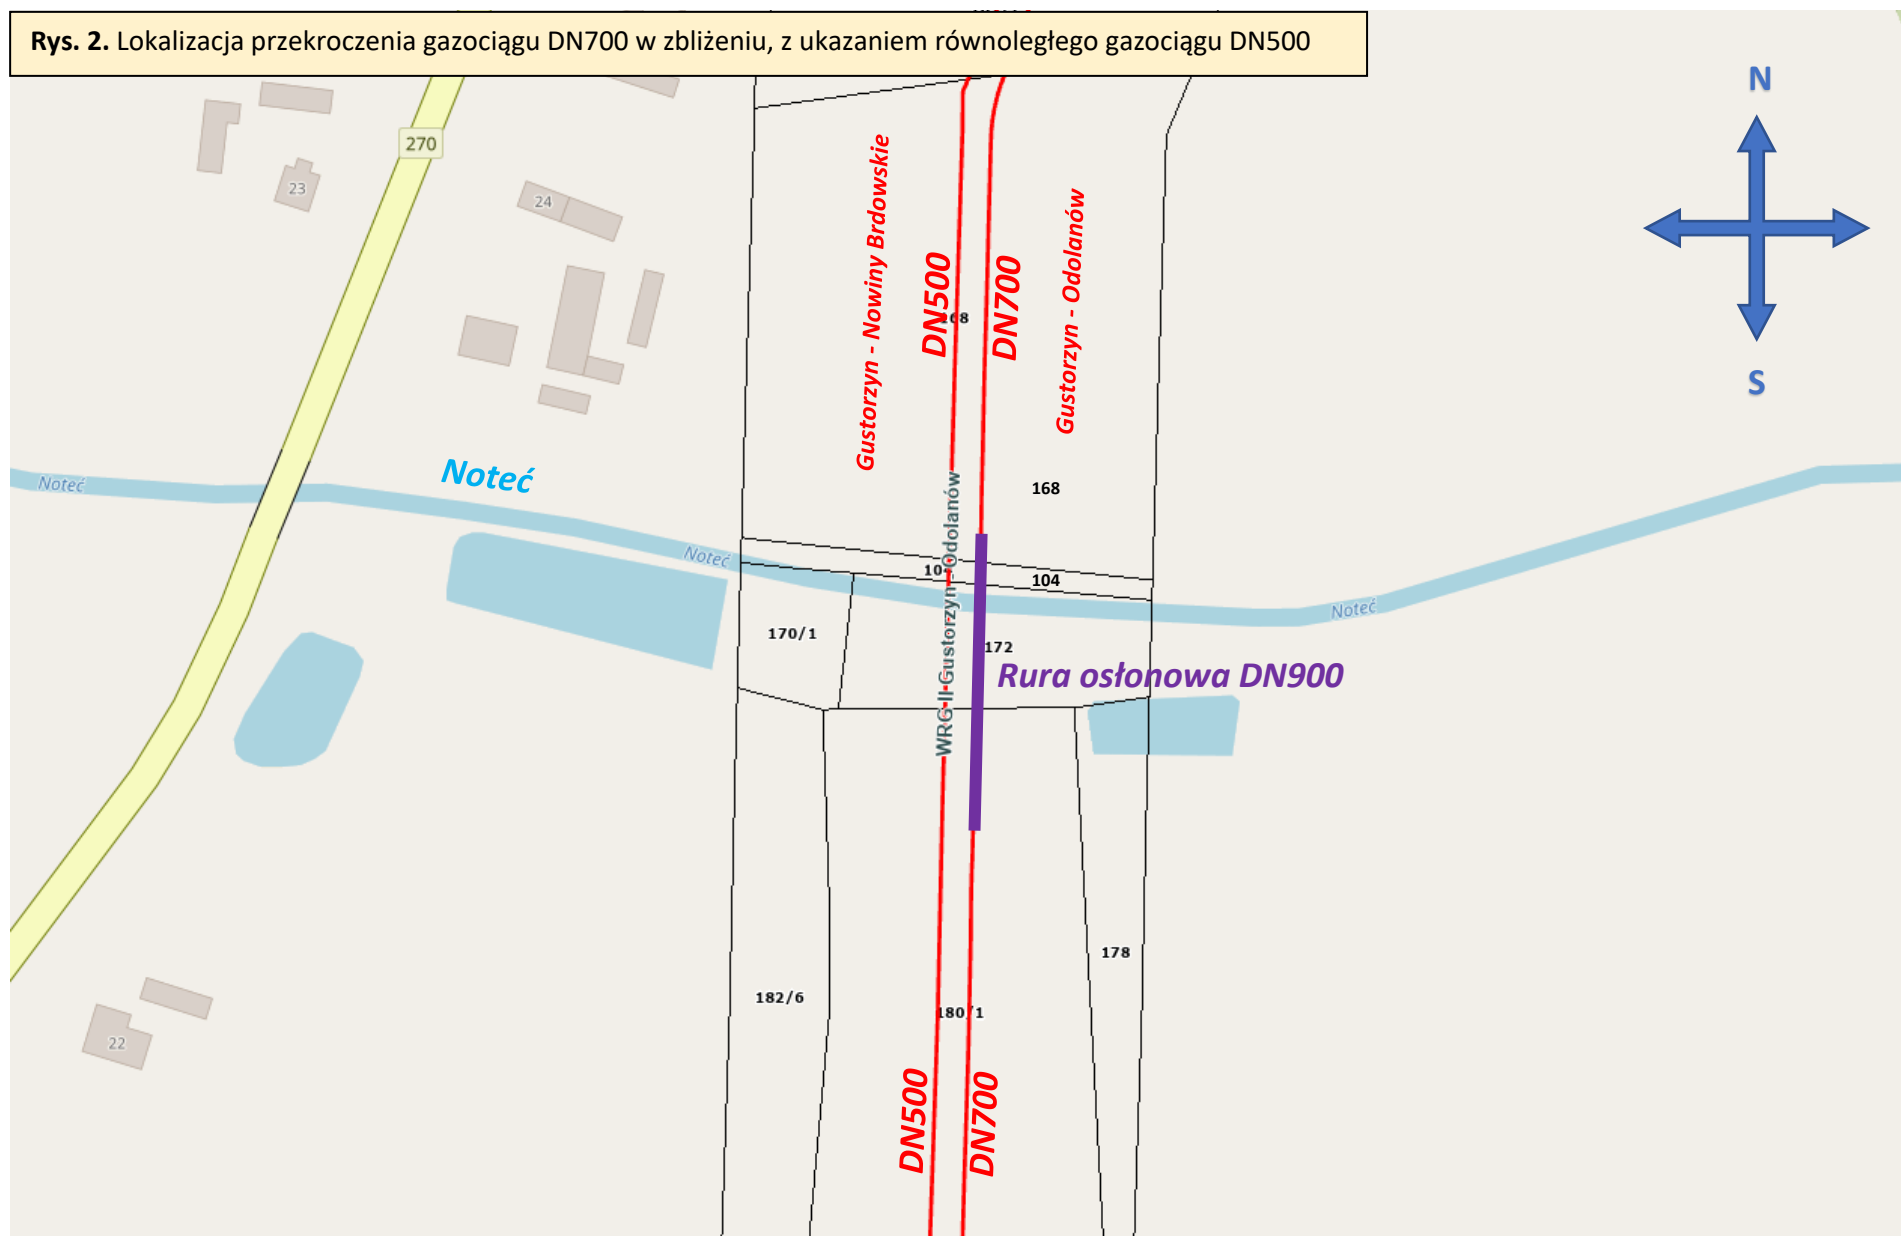 Rys. 2. Lokalizacja przekroczenia gazociągu DN700 w zbliżeniu, z ukazaniem równoległego gazociągu DN500
N
270
23
24
Gustorzyn - Nowiny Brdowskie
DN500
DN700
Gustorzyn - Odolanów
S
Noteć
Noteć
168
Noteć
WRG II Gustorzyn - Odolanów
104
Noteć
170/1
172
Rura osłonowa DN900
178
182/6
180/1
22
DN500
DN700